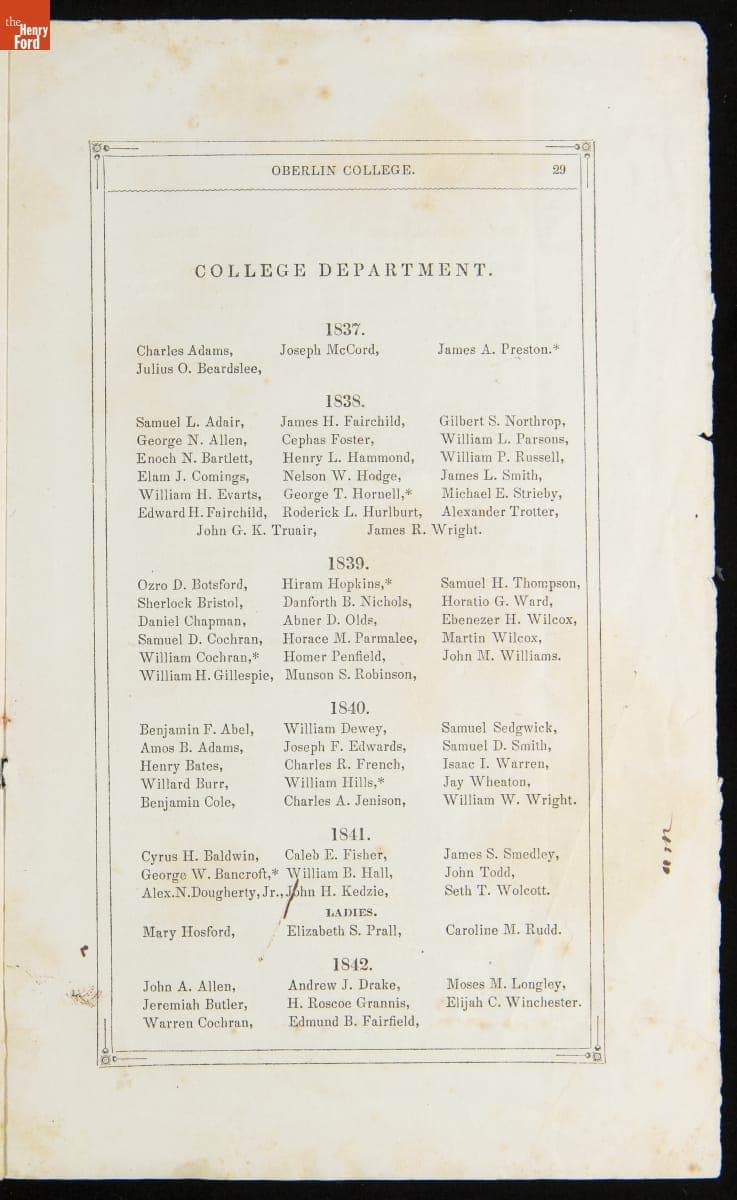 the
Henry
Ford
OBERLIN COLLEGE. 29
COLLEGE DEPARTMENT.
1837.
Charles Adams, Joseph McCord, James A. Preston.*
Julius O. Beardslee,
1838.
Samuel L. Adair, James H. Fairchild, Gilbert S. Northrop,
George N. Allen, Cephas Foster, William L. Parsons,
Enoch N. Bartlett, Henry L. Hammond, William P. Russell,
Elam J. Comings, Nelson W. Hodge, James L. Smith,
William H. Evarts, George T. Hornell,* Michael E. Strieby,
Edward H. Fairchild, Roderick L. Hurlburt, Alexander Trotter,
John G. K. Truair, James R. Wright.
1839.
Ozro D. Botsford, Hiram Hopkins,* Samuel H. Thompson,
Sherlock Bristol, Danforth B. Nichols, Horatio G. Ward,
Daniel Chapman, Abner D. Olds, Ebenezer H. Wilcox,
Samuel D. Cochran, Horace M. Parmalee, Martin Wilcox,
William Cochran,* Homer Penfield, John M. Williams.
William H. Gillespie, Munson S. Robinson,
1840.
Benjamin F. Abel, William Dewey, Samuel Sedgwick,
Amos B. Adams, Joseph F. Edwards, Samuel D. Smith,
Henry Bates, Charles R. French, Isaac I. Warren,
Willard Burr, William Hills,* Jay Wheaton,
Benjamin Cole, Charles A. Jenison, William W. Wright.
1841.
Cyrus H. Baldwin, Caleb E. Fisher, James S. Smedley,
George W. Bancroft,* William B. Hall, John Todd,
Alex. N. Dougherty, Jr., John H. Kedzie, Seth T. Wolcott.
LADIES.
Mary Hosford, Elizabeth S. Prall, Caroline M. Rudd.
1842.
John A. Allen, Andrew J. Drake, Moses M. Longley,
Jeremiah Butler, H. Roscoe Grannis, Elijah C. Winchester.
Warren Cochran, Edmund B. Fairfield,